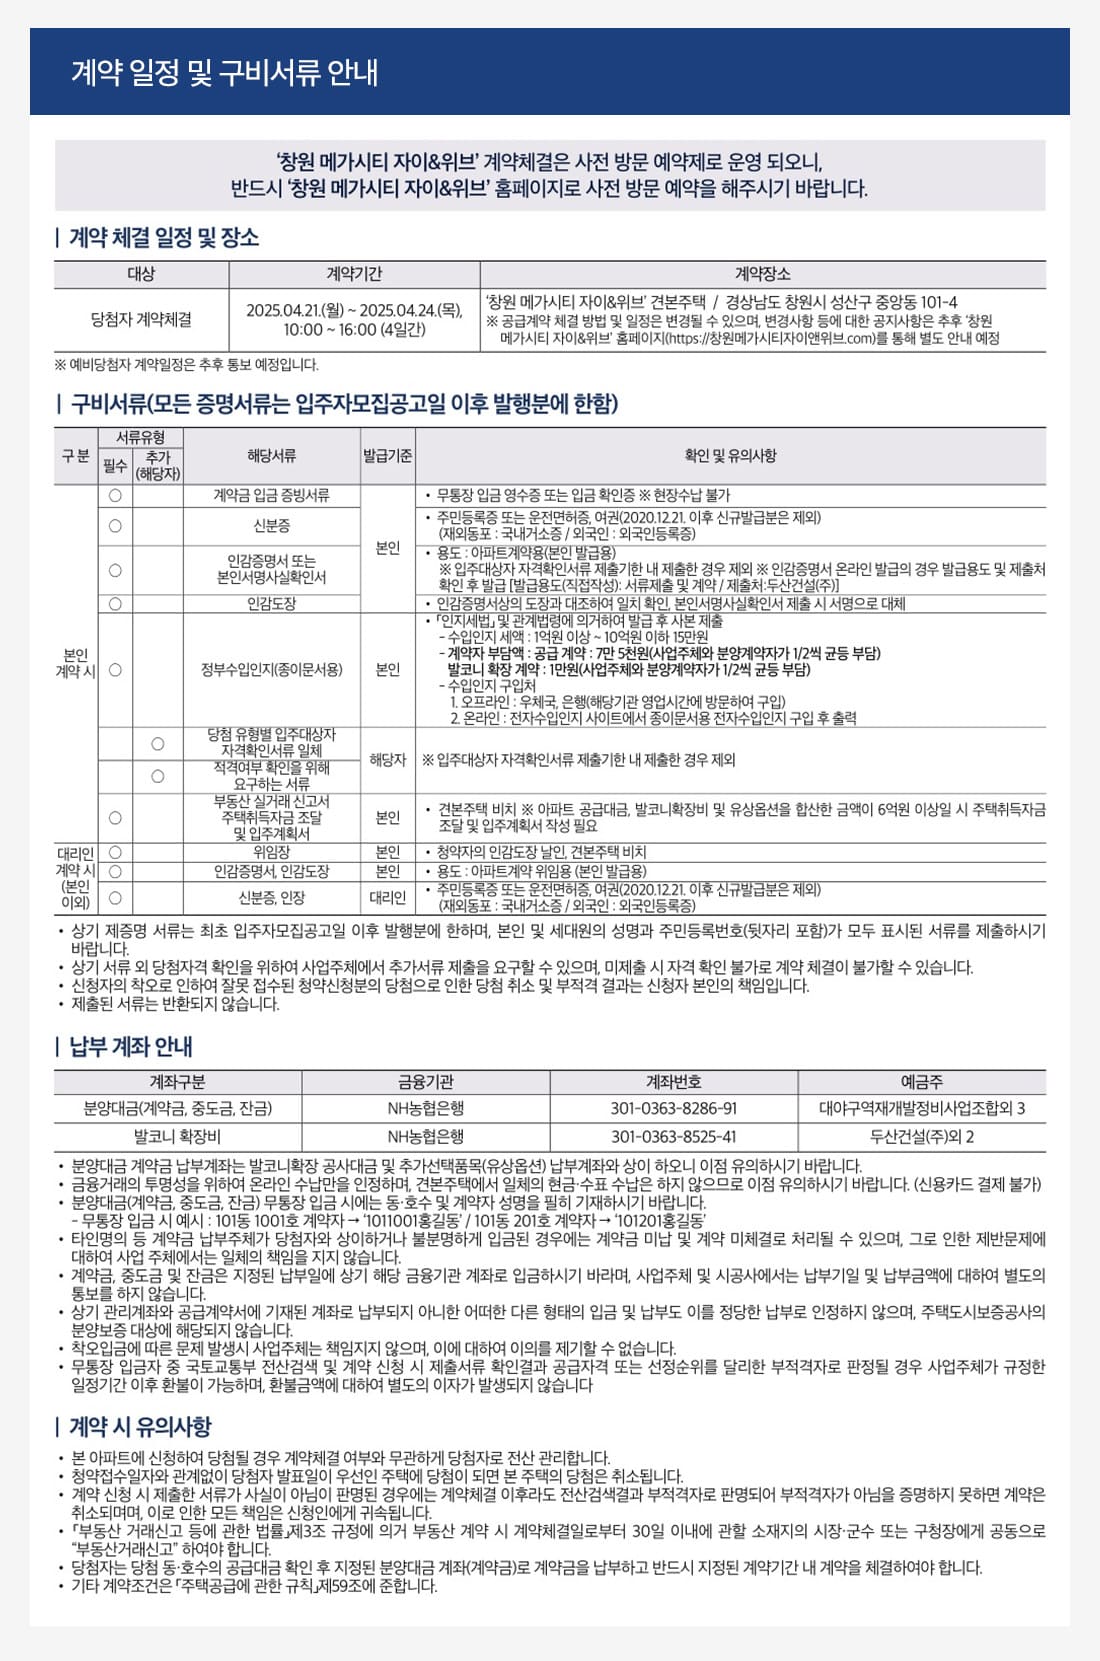 계약 일정 및 구비서류 안내
‘창원 메가시티 자이&위브’ 계약체결은 사전 방문 예약제로 운영 되오니,
반드시 ‘창원 메가시티 자이&위브’ 홈페이지로 사전 방문 예약을 해주시기 바랍니다.
| 계약 체결 일정 및 장소
대상 계약기간 계약장소
당첨자 계약체결
2025.04.21.(월) ~ 2025.04.24.(목),
10:00 ~ 16:00 (4일간)
‘창원 메가시티 자이&위브’ 견본주택 / 경상남도 창원시 성산구 중앙동 101-4
※ 공급계약 체결 방법 및 일정은 변경될 수 있으며, 변경사항 등에 대한 공지사항은 추후 ‘창원
메가시티 자이&위브’ 홈페이지(https://창원메가시티자이앤위브.com)를 통해 별도 안내 예정
※ 예비당첨자 계약일정은 추후 통보 예정입니다.
| 구비서류(모든 증명서류는 입주자모집공고일 이후 발행분에 한함)
구 분 서류유형 해당서류 발급기준 확인 및 유의사항
필수 추가
(해당자)
본인
계약 시
○ 계약금 입금 증빙서류 본인 • 무통장 입금 영수증 또는 입금 확인증 ※ 현장수납 불가
○ 신분증 • 주민등록증 또는 운전면허증, 여권(2020.12.21. 이후 신규발급분은 제외)
(재외동포 : 국내거소증 / 외국인 : 외국인등록증)
○ 인감증명서 또는
본인서명사실확인서
• 용도 : 아파트계약용(본인 발급용)
※ 입주대상자 자격확인서류 제출기한 내 제출한 경우 제외 ※ 인감증명서 온라인 발급의 경우 발급용도 및 제출처
확인 후 발급 [발급용도(직접작성): 서류제출 및 계약 / 제출처:두산건설(주)]
○ 인감도장 • 인감증명서상의 도장과 대조하여 일치 확인, 본인서명사실확인서 제출 시 서명으로 대체
○ 정부수입인지(종이문서용) 본인
• 「인지세법」 및 관계법령에 의거하여 발급 후 사본 제출
- 수입인지 세액 : 1억원 이상 ~ 10억원 이하 15만원
- 계약자 부담액 : 공급 계약 : 7만 5천원(사업주체와 분양계약자가 1/2씩 균등 부담)
발코니 확장 계약 : 1만원(사업주체와 분양계약자가 1/2씩 균등 부담)
- 수입인지 구입처
1. 오프라인 : 우체국, 은행(해당기관 영업시간에 방문하여 구입)
2. 온라인 : 전자수입인지 사이트에서 종이문서용 전자수입인지 구입 후 출력
○ 당첨 유형별 입주대상자
자격확인서류 일체
해당자 ※ 입주대상자 자격확인서류 제출기한 내 제출한 경우 제외
○ 적격여부 확인을 위해
요구하는 서류
○ 부동산 실거래 신고서
주택취득자금 조달
및 입주계획서
본인
• 견본주택 비치 ※ 아파트 공급대금, 발코니확장비 및 유상옵션을 합산한 금액이 6억원 이상일 시 주택취득자금
조달 및 입주계획서 작성 필요
대리인
계약 시
(본인
이외)
○ 위임장 본인 • 청약자의 인감도장 날인, 견본주택 비치
○ 인감증명서, 인감도장 본인 • 용도 : 아파트계약 위임용 (본인 발급용)
○ 신분증, 인장 대리인 • 주민등록증 또는 운전면허증, 여권(2020.12.21. 이후 신규발급분은 제외)
(재외동포 : 국내거소증 / 외국인 : 외국인등록증)
• 상기 제증명 서류는 최초 입주자모집공고일 이후 발행분에 한하며, 본인 및 세대원의 성명과 주민등록번호(뒷자리 포함)가 모두 표시된 서류를 제출하시기
바랍니다.
• 상기 서류 외 당첨자격 확인을 위하여 사업주체에서 추가서류 제출을 요구할 수 있으며, 미제출 시 자격 확인 불가로 계약 체결이 불가할 수 있습니다.
• 신청자의 착오로 인하여 잘못 접수된 청약신청분의 당첨으로 인한 당첨 취소 및 부적격 결과는 신청자 본인의 책임입니다.
• 제출된 서류는 반환되지 않습니다.
| 납부 계좌 안내
계좌구분 금융기관 계좌번호 예금주
분양대금(계약금, 중도금, 잔금) NH농협은행 301-0363-8286-91 대야구역재개발정비사업조합외 3
발코니 확장비 NH농협은행 301-0363-8525-41 두산건설(주)외 2
• 분양대금 계약금 납부계좌는 발코니확장 공사대금 및 추가선택품목(유상옵션) 납부계좌와 상이 하오니 이점 유의하시기 바랍니다.
• 금융거래의 투명성을 위하여 온라인 수납만을 인정하며, 견본주택에서 일체의 현금·수표 수납은 하지 않으므로 이점 유의하시기 바랍니다. (신용카드 결제 불가)
• 분양대금(계약금, 중도금, 잔금) 무통장 입금 시에는 동·호수 및 계약자 성명을 필히 기재하시기 바랍니다.
- 무통장 입금 시 예시 : 101동 1001호 계약자 → ‘1011001홍길동’ / 101동 201호 계약자 → ‘101201홍길동’
• 타인명의 등 계약금 납부주체가 당첨자와 상이하거나 불분명하게 입금된 경우에는 계약금 미납 및 계약 미체결로 처리될 수 있으며, 그로 인한 제반문제에
대하여 사업 주체에서는 일체의 책임을 지지 않습니다.
• 계약금, 중도금 및 잔금은 지정된 납부일에 상기 해당 금융기관 계좌로 입금하시기 바라며, 사업주체 및 시공사에서는 납부기일 및 납부금액에 대하여 별도의
통보를 하지 않습니다.
• 상기 관리계좌와 공급계약서에 기재된 계좌로 납부되지 아니한 어떠한 다른 형태의 입금 및 납부도 이를 정당한 납부로 인정하지 않으며, 주택도시보증공사의
분양보증 대상에 해당되지 않습니다.
• 착오입금에 따른 문제 발생시 사업주체는 책임지지 않으며, 이에 대하여 이의를 제기할 수 없습니다.
• 무통장 입금자 중 국토교통부 전산검색 및 계약 신청 시 제출서류 확인결과 공급자격 또는 선정순위를 달리한 부적격자로 판정될 경우 사업주체가 규정한
일정기간 이후 환불이 가능하며, 환불금액에 대하여 별도의 이자가 발생되지 않습니다
| 계약 시 유의사항
• 본 아파트에 신청하여 당첨될 경우 계약체결 여부와 무관하게 당첨자로 전산 관리합니다.
• 청약접수일자와 관계없이 당첨자 발표일이 우선인 주택에 당첨이 되면 본 주택의 당첨은 취소됩니다.
• 계약 신청 시 제출한 서류가 사실이 아님이 판명된 경우에는 계약체결 이후라도 전산검색결과 부적격자로 판명되어 부적격자가 아님을 증명하지 못하면 계약은
취소되며며, 이로 인한 모든 책임은 신청인에게 귀속됩니다.
• 「부동산 거래신고 등에 관한 법률」제3조 규정에 의거 부동산 계약 시 계약체결일로부터 30일 이내에 관할 소재지의 시장·군수 또는 구청장에게 공동으로
“부동산거래신고” 하여야 합니다.
• 당첨자는 당첨 동·호수의 공급대금 확인 후 지정된 분양대금 계좌(계약금)로 계약금을 납부하고 반드시 지정된 계약기간 내 계약을 체결하여야 합니다.
• 기타 계약조건은 「주택공급에 관한 규칙」제59조에 준합니다.